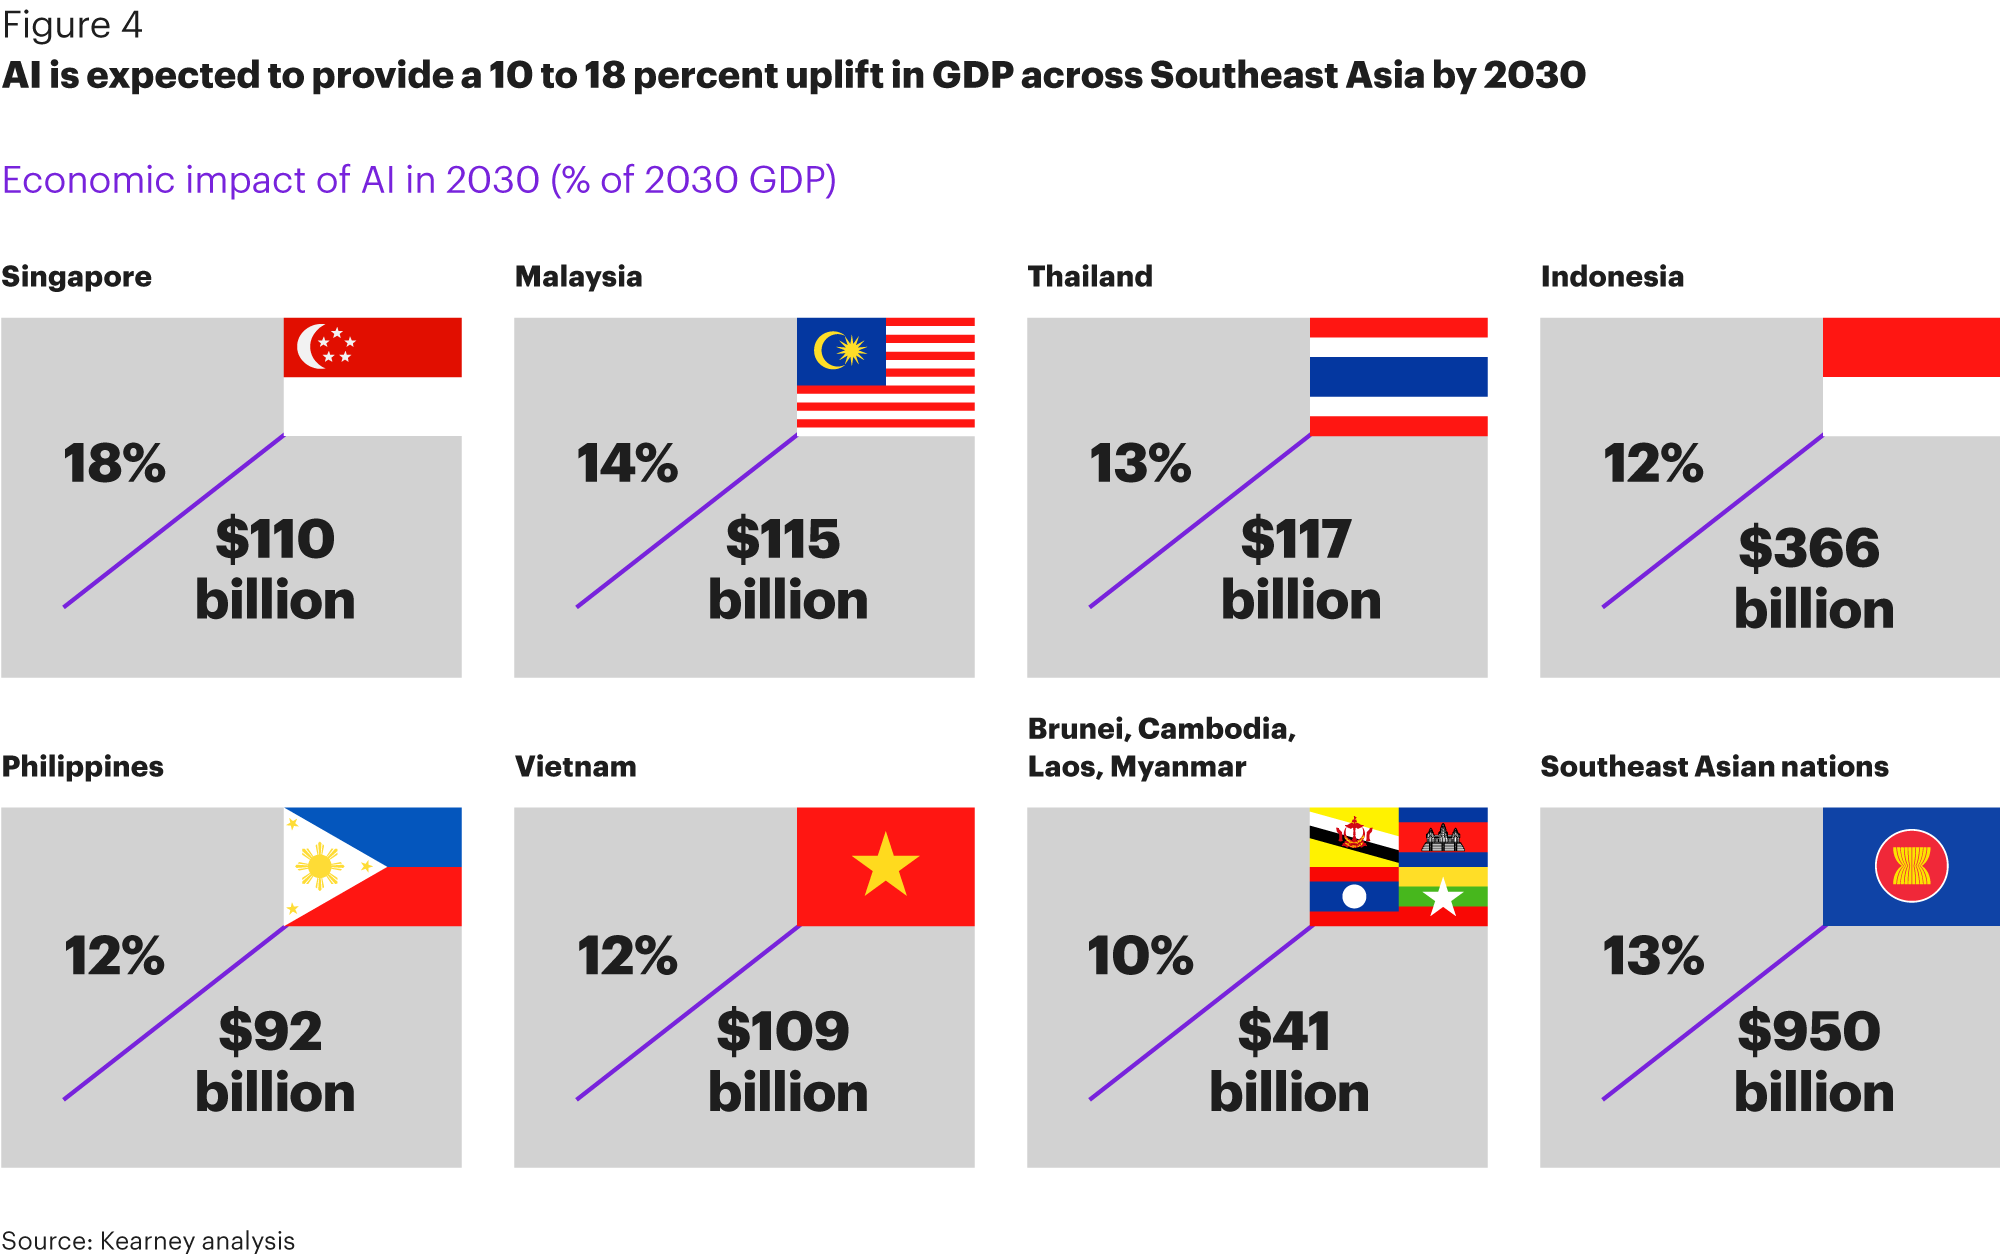 Figure 4
AI is expected to provide a 10 to 18 percent uplift in GDP across Southeast Asia by 2030
Economic impact of AI in 2030 (% of 2030 GDP)
Singapore
18%
$110
billion
Malaysia
14%
$115
billion
Thailand
13%
$117
billion
Indonesia
12%
$366
billion
Philippines
12%
$92
billion
Vietnam
12%
$109
billion
Brunei, Cambodia,
Laos, Myanmar
10%
$41
billion
Southeast Asian nations
13%
$950
billion
Source: Kearney analysis